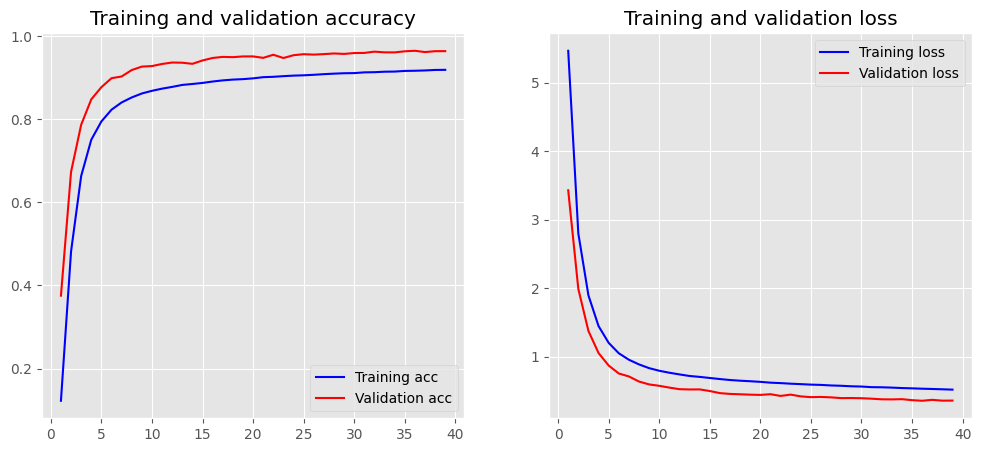 Training and validation accuracy
1.0
0.8
0.6
0.4
0.2
0 5 10 15 20 25 30 35 40
Training acc
Validation acc
Training and validation loss
5
4
3
2
1
0 5 10 15 20 25 30 35 40
Training loss
Validation loss